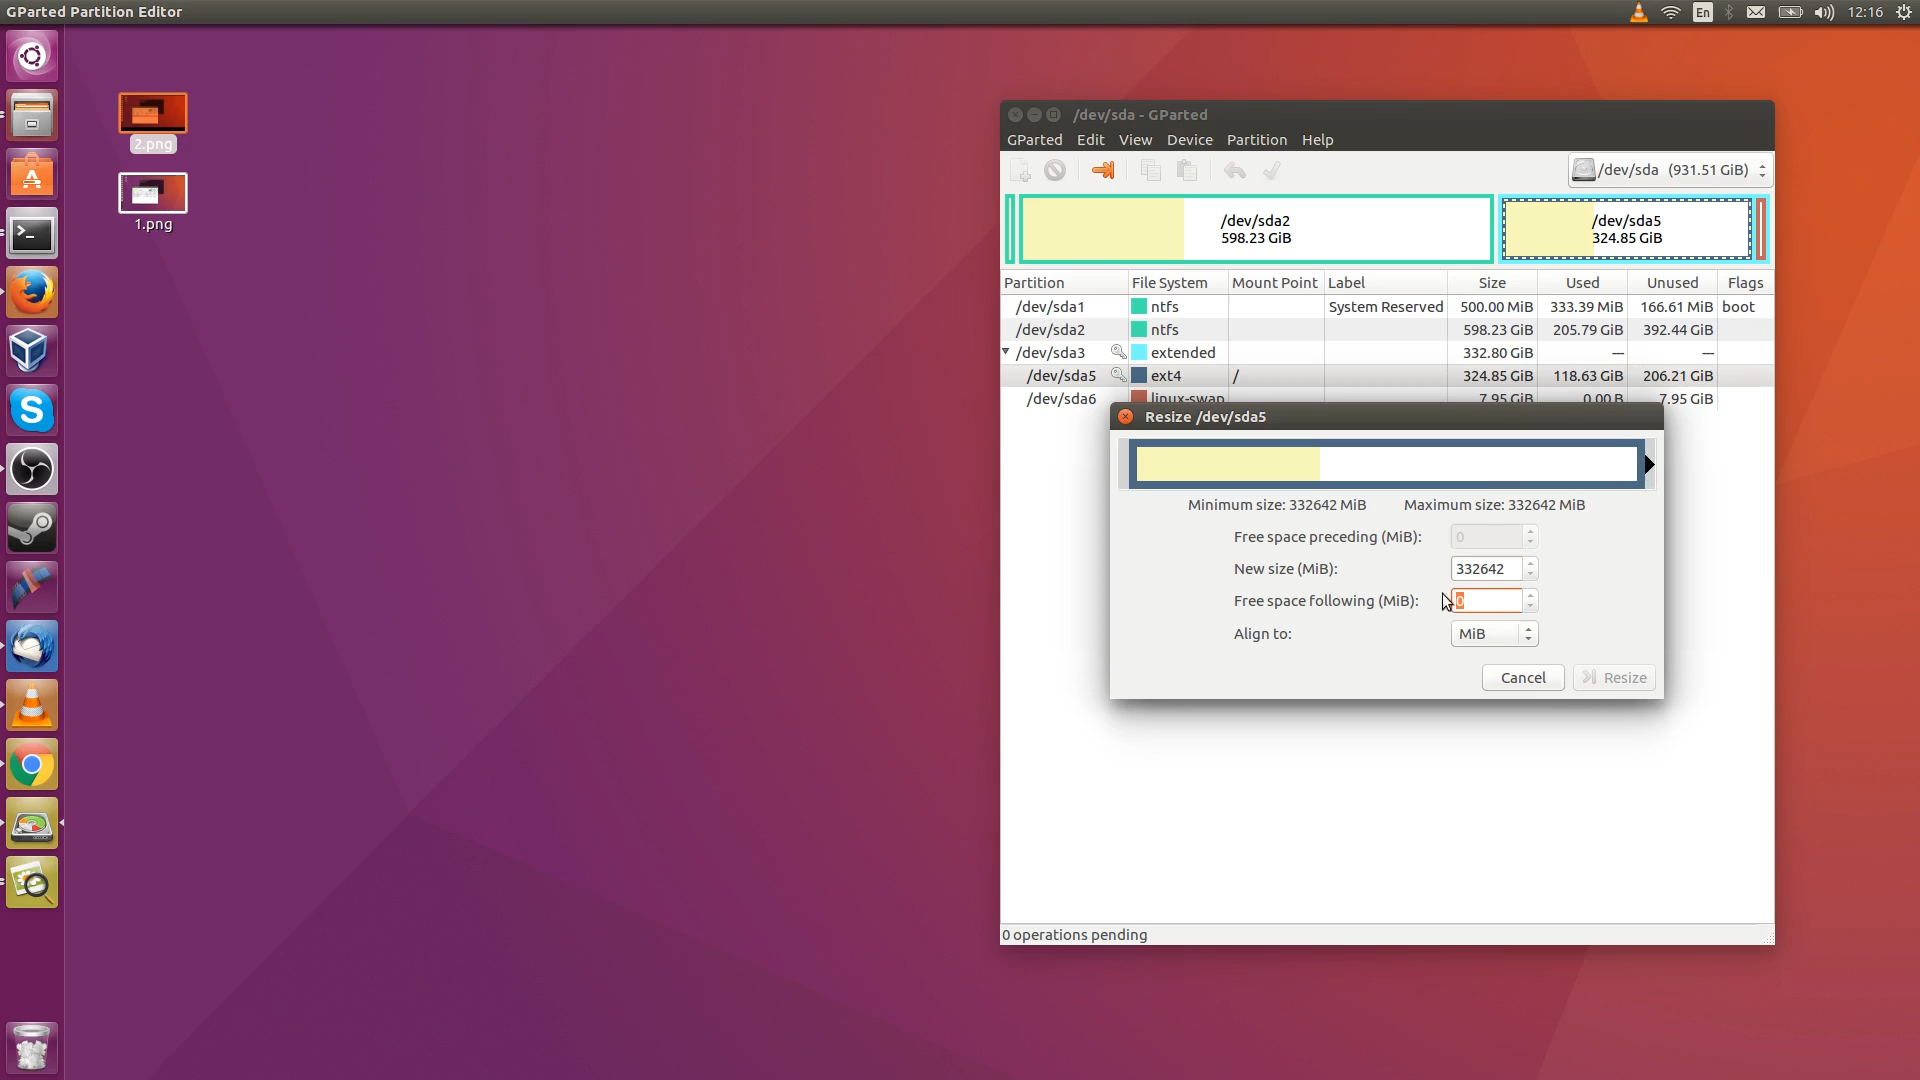 GParted Partition Editor
En
12:16
2.png
1.png
/dev/sda - GParted
GParted Edit View Device Partition Help
/dev/sda (931.51 GiB)
/dev/sda2
598.23 GiB
/dev/sda5
324.85 GiB
Partition File System Mount Point Label Size Used Unused Flags
/dev/sda1 ntfs System Reserved 500.00 MiB 333.39 MiB 166.61 MiB boot
/dev/sda2 ntfs 598.23 GiB 205.79 GiB 392.44 GiB
/dev/sda3 extended 332.80 GiB — —
/dev/sda5 ext4 / 324.85 GiB 118.63 GiB 206.21 GiB
/dev/sda6 linux-swap 7.95 GiB 0.00 B 7.95 GiB
Resize /dev/sda5
Minimum size: 332642 MiB Maximum size: 332642 MiB
Free space preceding (MiB): 0
New size (MiB): 332642
Free space following (MiB): 0
Align to: MiB
Cancel Resize
0 operations pending